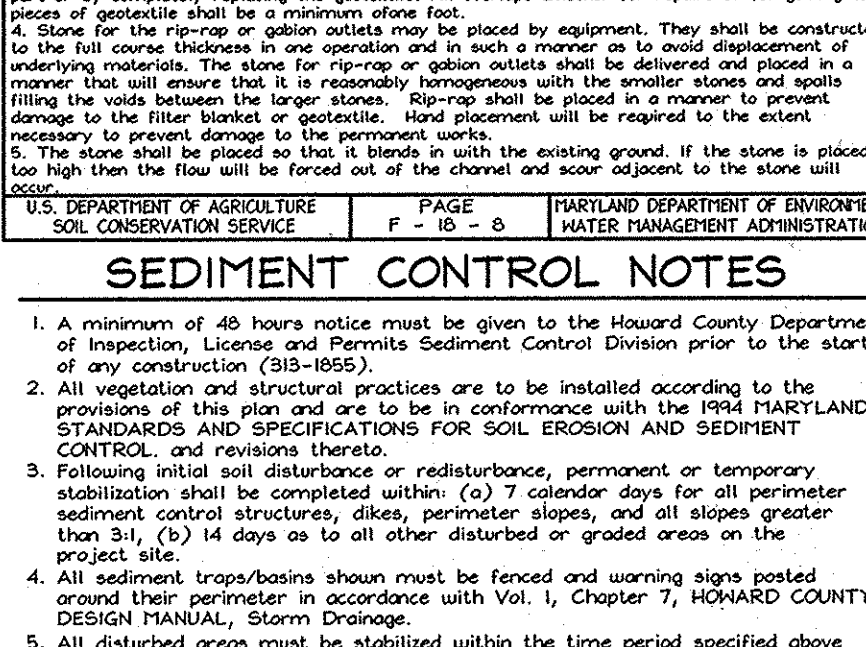 pieces of geotextile shall be a minimum ofone foot.
4. Stone for the rip-rap or gabion outlets may be placed by equipment. They shall be construct
to the full course thickness in one operation and in such a manner as to avoid displacement of
underlying materials. The stone for rip-rap or gabion outlets shall be delivered and placed in a
manner that will ensure that it is reasonably homogeneous with the smaller stones and spalls
filling the voids between the larger stones. Rip-rap shall be placed in a manner to prevent
damage to the filter blanket or geotextile. Hand placement will be required to the extent
necessary to prevent damage to the permanent works.
5. The stone shall be placed so that it blends in with the existing ground. If the stone is placed
too high then the flow will be forced out of the channel and scour adjacent to the stone will
occur.
U.S. DEPARTMENT OF AGRICULTURE PAGE MARYLAND DEPARTMENT OF ENVIRONME
SOIL CONSERVATION SERVICE F - 18 - 8 WATER MANAGEMENT ADMINISTRATI
SEDIMENT CONTROL NOTES
1. A minimum of 48 hours notice must be given to the Howard County Departme
of Inspection, License and Permits Sediment Control Division prior to the start
of any construction (313-1855).
2. All vegetation and structural practices are to be installed according to the
provisions of this plan and are to be in conformance with the 1994 MARYLAND
STANDARDS AND SPECIFICATIONS FOR SOIL EROSION AND SEDIMENT
CONTROL. and revisions thereto.
3. Following initial soil disturbance or redisturbance, permanent or temporary
stabilization shall be completed within: (a) 7 calendar days for all perimeter
sediment control structures, dikes, perimeter slopes, and all slopes greater
than 3:1, (b) 14 days as to all other disturbed or graded areas on the
project site.
4. All sediment traps/basins shown must be fenced and warning signs posted
around their perimeter in accordance with Vol. 1, Chapter 7, HOWARD COUNTY
DESIGN MANUAL, Storm Drainage.
5. All disturbed areas must be stabilized within the time period specified above